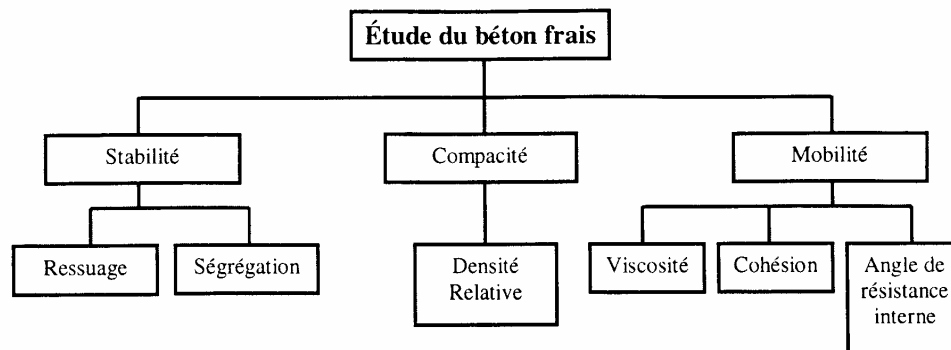 Étude du béton frais
Stabilité
Compacité
Mobilité
Ressuage
Ségrégation
Densité
Relative
Viscosité
Cohésion
Angle de
résistance
interne